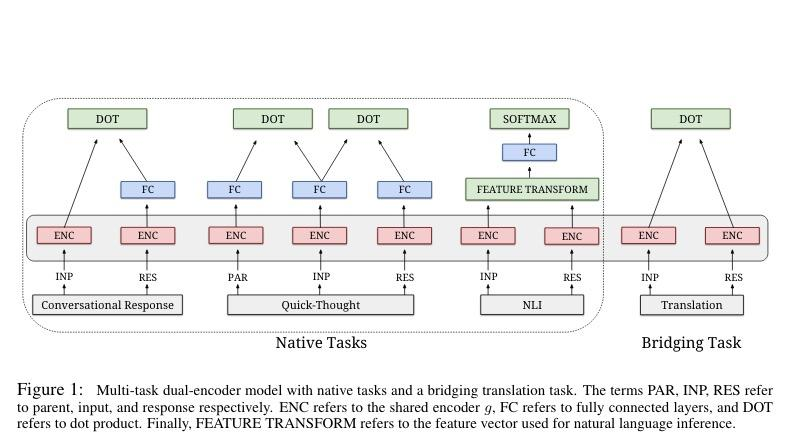 DOT DOT DOT SOFTMAX DOT
FC
FC FC FC FC FEATURE TRANSFORM
ENC ENC ENC ENC ENC ENC ENC ENC ENC
INP RES PAR INP RES INP RES INP RES
Conversational Response Quick-Thought NLI Translation
Native Tasks Bridging Task
Figure 1: Multi-task dual-encoder model with native tasks and a bridging translation task. The terms PAR, INP, RES refer
to parent, input, and response respectively. ENC refers to the shared encoder g, FC refers to fully connected layers, and DOT
refers to dot product. Finally, FEATURE TRANSFORM refers to the feature vector used for natural language inference.